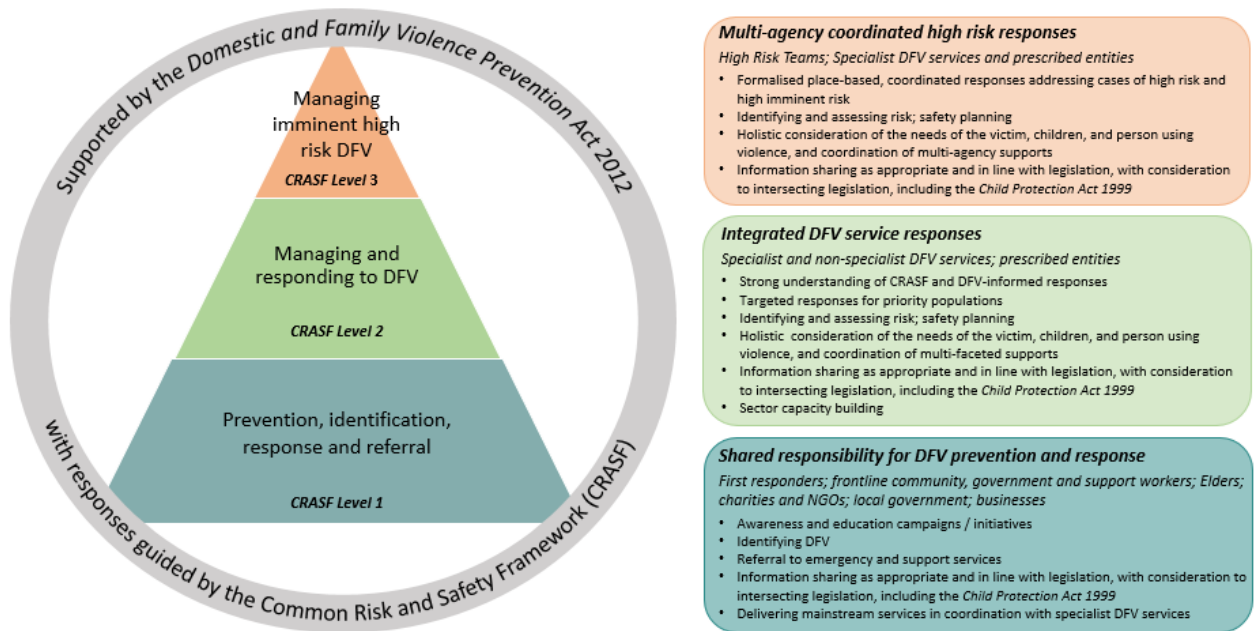 Supported by the Domestic and Family Violence Prevention Act 2012
with responses guided by the Common Risk and Safety Framework (CRASF)
Managing
imminent high
risk DFV
CRASF Level 3
Managing and
responding to DFV
CRASF Level 2
Prevention, identification,
response and referral
CRASF Level 1
Multi-agency coordinated high risk responses
High Risk Teams; Specialist DFV services and prescribed entities
• Formalised place-based, coordinated responses addressing cases of high risk and
high imminent risk
• Identifying and assessing risk; safety planning
• Holistic consideration of the needs of the victim, children, and person using
violence, and coordination of multi-agency supports
• Information sharing as appropriate and in line with legislation, with consideration
to intersecting legislation, including the Child Protection Act 1999
Integrated DFV service responses
Specialist and non-specialist DFV services; prescribed entities
• Strong understanding of CRASF and DFV-informed responses
• Targeted responses for priority populations
• Identifying and assessing risk; safety planning
• Holistic consideration of the needs of the victim, children, and person using
violence, and coordination of multi-faceted supports
• Information sharing as appropriate and in line with legislation, with consideration
to intersecting legislation, including the Child Protection Act 1999
• Sector capacity building
Shared responsibility for DFV prevention and response
First responders; frontline community, government and support workers; Elders;
charities and NGOs; local government; businesses
• Awareness and education campaigns / initiatives
• Identifying DFV
• Referral to emergency and support services
• Information sharing as appropriate and in line with legislation, with consideration to
intersecting legislation, including the Child Protection Act 1999
• Delivering mainstream services in coordination with specialist DFV services